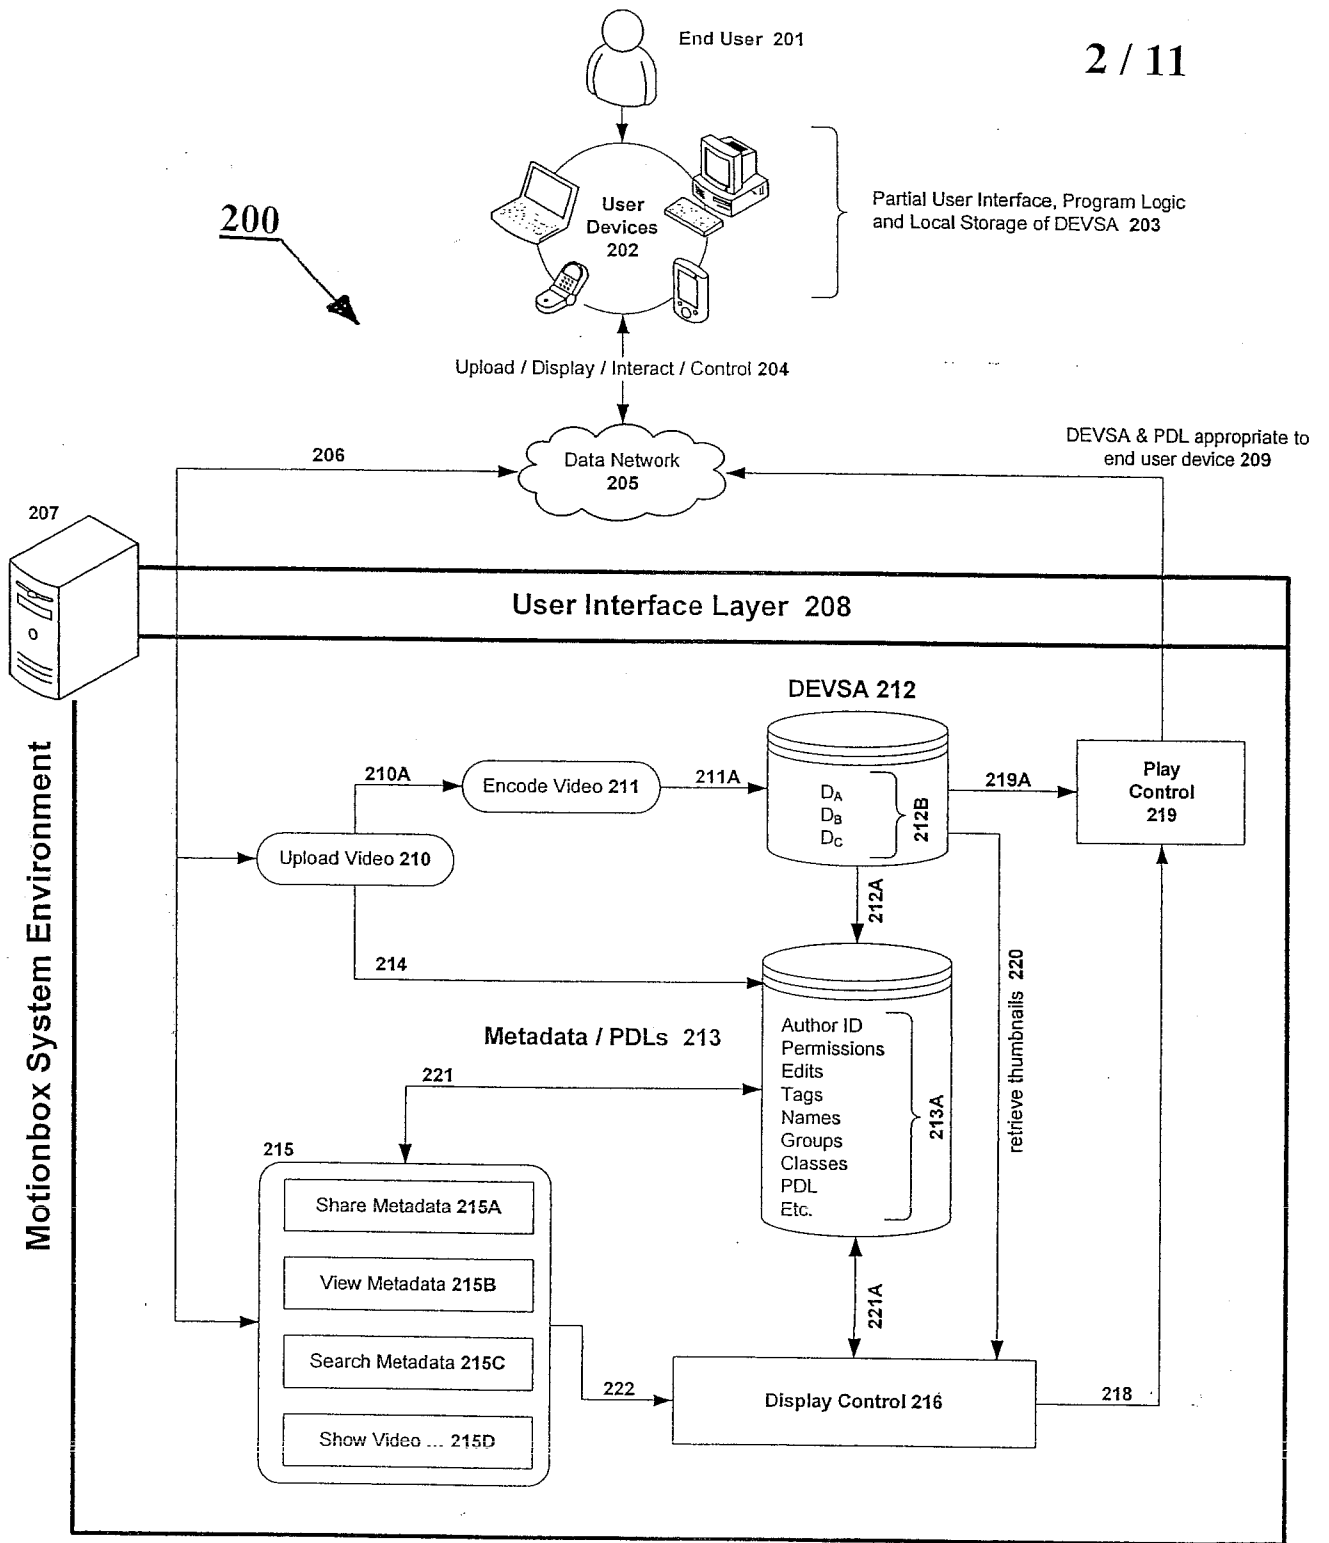 End User 201
2 / 11
User
Devices
202
Partial User Interface, Program Logic
and Local Storage of DEVSA 203
200
Upload / Display / Interact / Control 204
DEVSA & PDL appropriate to
end user device 209
206
Data Network
205
207
User Interface Layer 208
Motionbox System Environment
DEVSA 212
210A
Encode Video 211
211A
DA
DB
DC
212B
219A
Play
Control
219
Upload Video 210
212A
214
retrieve thumbnails 220
Metadata / PDLs 213
Author ID
Permissions
Edits
Tags
Names
Groups
Classes
PDL
Etc.
213A
221
215
Share Metadata 215A
View Metadata 215B
Search Metadata 215C
Show Video ... 215D
221A
222
Display Control 216
218